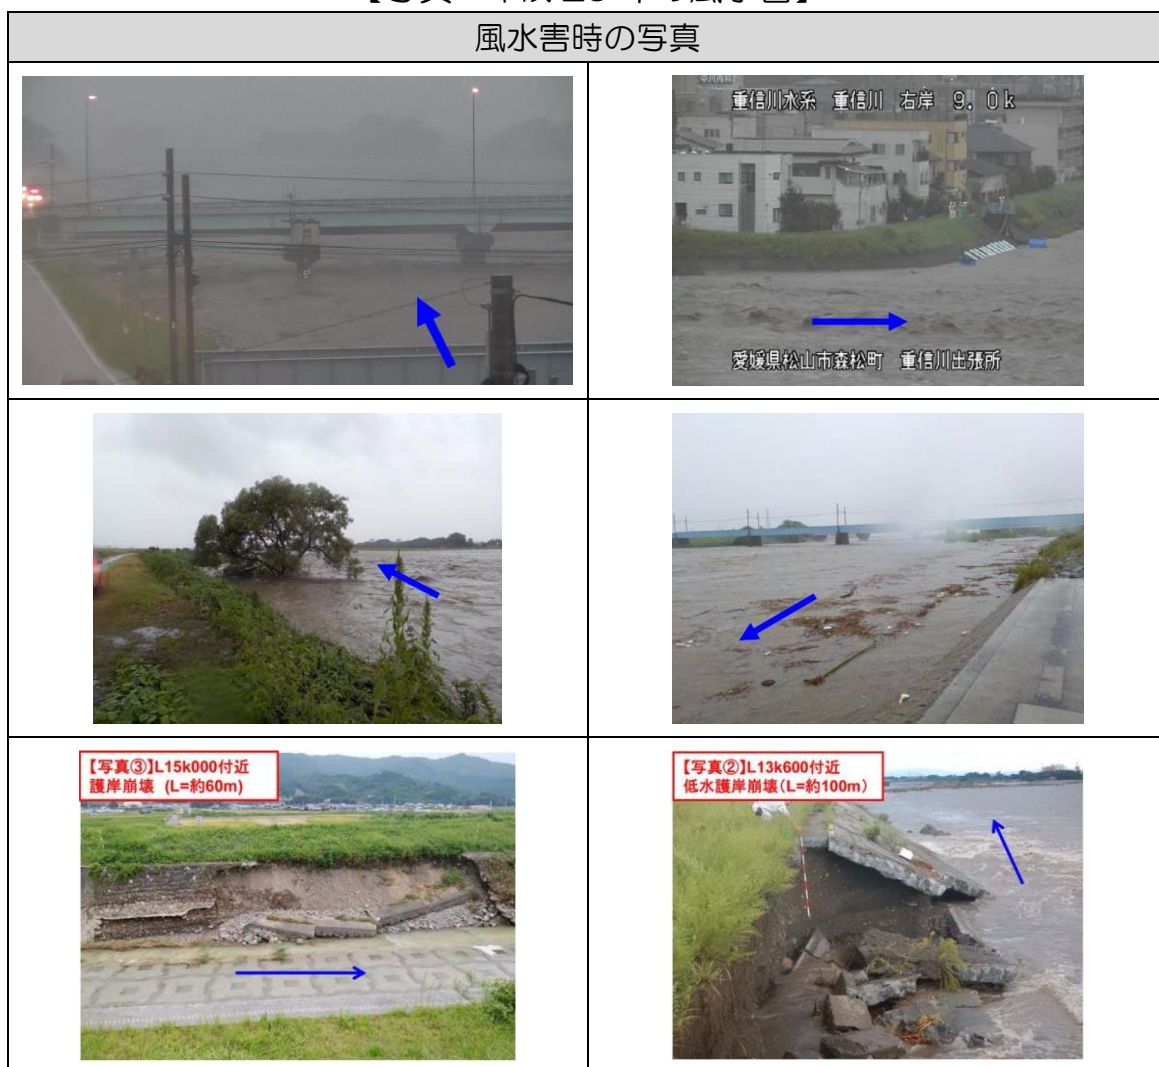 風水害時の写真
重信川水系 重信川 右岸 9.0k
愛媛県松山市森松町 重信川出張所
【写真③】L15k000付近
護岸崩壊 (L=約60m)
【写真②】L13k600付近
低水護岸崩壊(L=約100m)